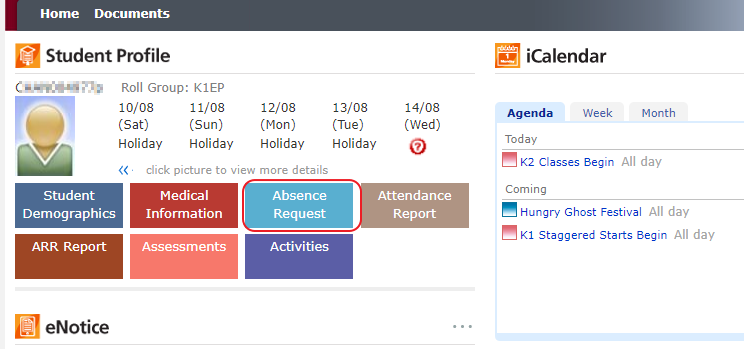 Home Documents
Student Profile
Roll Group: K1EP
10/08 11/08 12/08 13/08 14/08
(Sat) (Sun) (Mon) (Tue) (Wed)
Holiday Holiday Holiday Holiday ?
« click picture to view more details
Student Demographics
Medical Information
Absence Request
Attendance Report
ARR Report
Assessments
Activities
eNotice
iCalendar
Agenda Week Month
Today
K2 Classes Begin All day
Coming
Hungry Ghost Festival All day
K1 Staggered Starts Begin All day